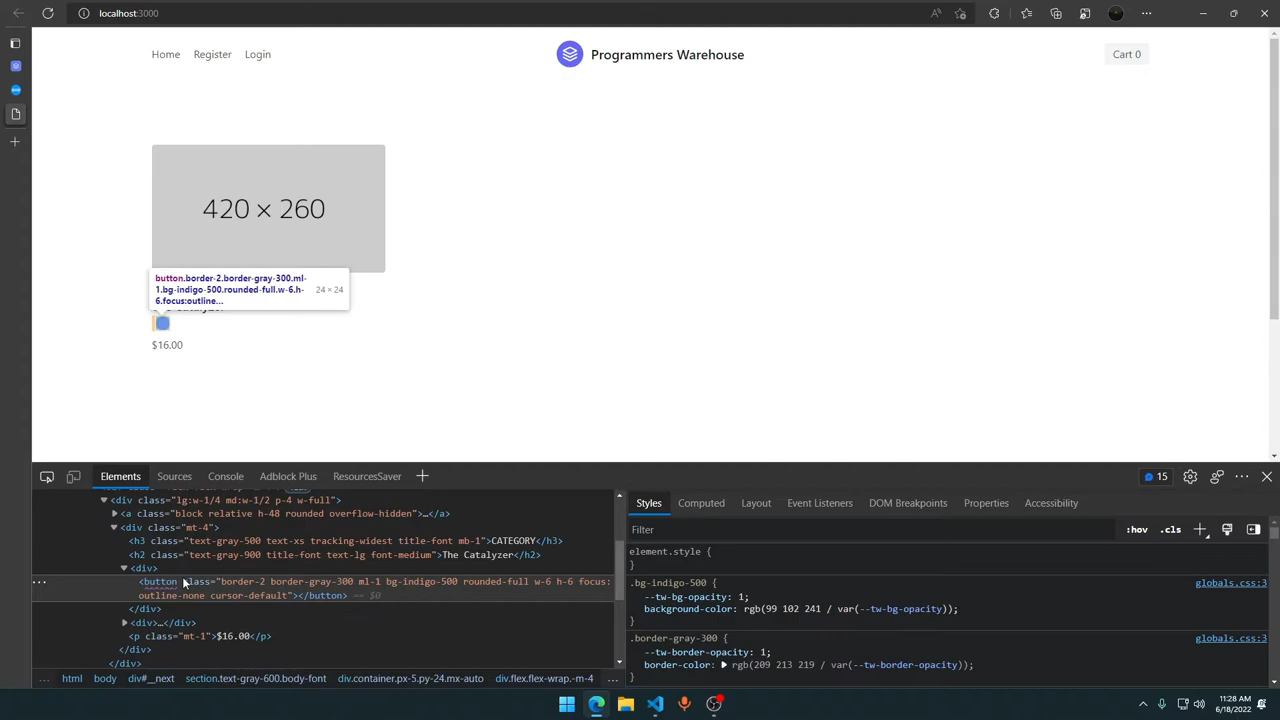 localhost:3000
Home Register Login
Programmers Warehouse
Cart 0
420 × 260
button.border-2.border-gray-300.ml-
1.bg-indigo-500.rounded-full.w-6.h-
6.focus:outline...
24 × 24
$16.00
Elements Sources Console Adblock Plus ResourcesSaver
15
<div class="lg:w-1/4 md:w-1/2 p-4 w-full">
<a class="block relative h-48 rounded overflow-hidden">…</a>
<div class="mt-4">
<h3 class="text-gray-500 text-xs tracking-widest title-font mb-1">CATEGORY</h3>
<h2 class="text-gray-900 title-font text-lg font-medium">The Catalyzer</h2>
<div>
<button class="border-2 border-gray-300 ml-1 bg-indigo-500 rounded-full w-6 h-6 focus:
outline-none cursor-default"></button> == $0
</div>
<div>…</div>
<p class="mt-1">$16.00</p>
</div>
</div>
... html body div#__next section.text-gray-600.body-font div.container.px-5.py-24.mx-auto div.flex.flex-wrap.-m-4 ...
Styles Computed Layout Event Listeners DOM Breakpoints Properties Accessibility
Filter
:hov .cls
element.style {
}
.bg-indigo-500 {
globals.css:3
--tw-bg-opacity: 1;
background-color: rgb(99 102 241 / var(--tw-bg-opacity));
}
.border-gray-300 {
globals.css:3
--tw-border-opacity: 1;
border-color: rgb(209 213 219 / var(--tw-border-opacity));
}
11:28 AM
6/18/2022